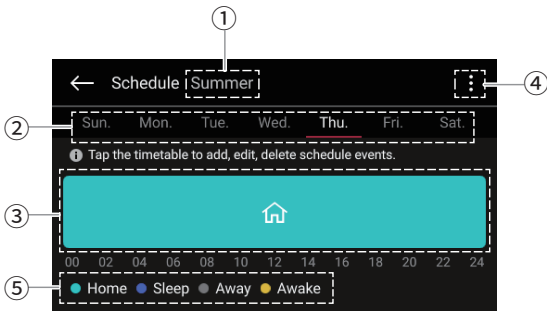 ①
④
← Schedule Summer
②
Sun. Mon. Tue. Wed. Thu. Fri. Sat.
Tap the timetable to add, edit, delete schedule events.
③
00 02 04 06 08 10 12 14 16 18 20 22 24
⑤
Home Sleep Away Awake